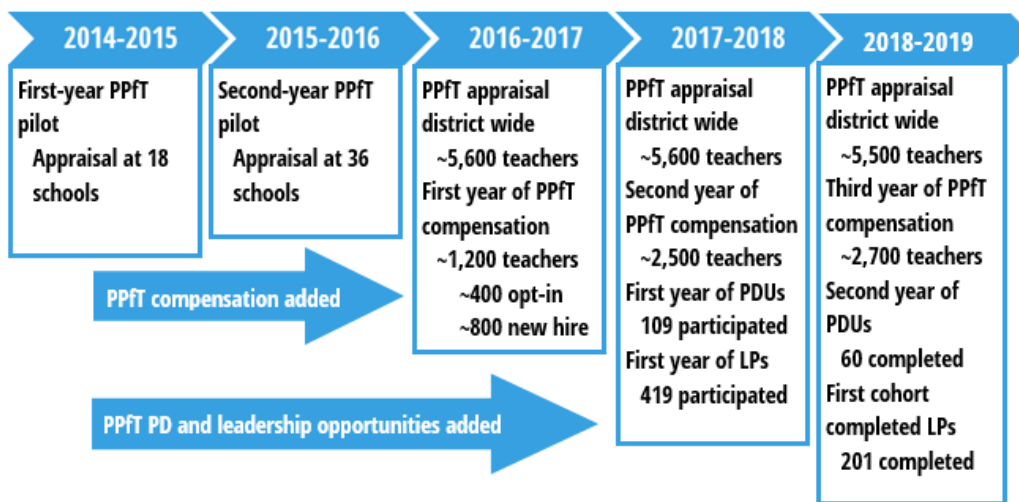 2014-2015
First-year PPfT
pilot
Appraisal at 18
schools
2015-2016
Second-year PPfT
pilot
Appraisal at 36
schools
2016-2017
PPfT appraisal
district wide
~5,600 teachers
First year of PPfT
compensation
~1,200 teachers
~400 opt-in
~800 new hire
2017-2018
PPfT appraisal
district wide
~5,600 teachers
Second year of
PPfT compensation
~2,500 teachers
First year of PDUs
109 participated
First year of LPs
419 participated
2018-2019
PPfT appraisal
district wide
~5,500 teachers
Third year of PPfT
compensation
~2,700 teachers
Second year of
PDUs
60 completed
First cohort
completed LPs
201 completed
PPfT compensation added
PPfT PD and leadership opportunities added